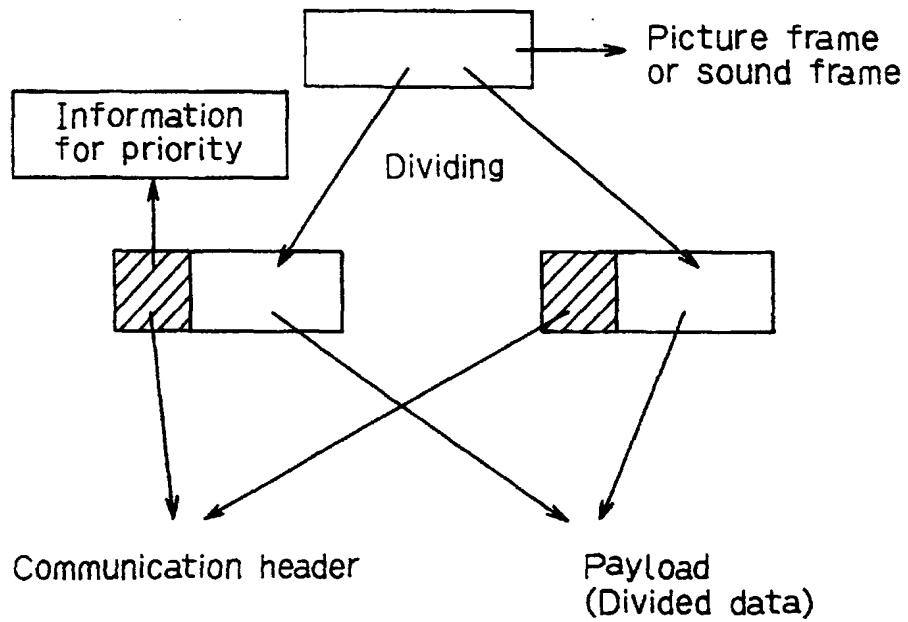 Picture frame
or sound frame
Information
for priority
Dividing
Communication header
Payload
(Divided data)